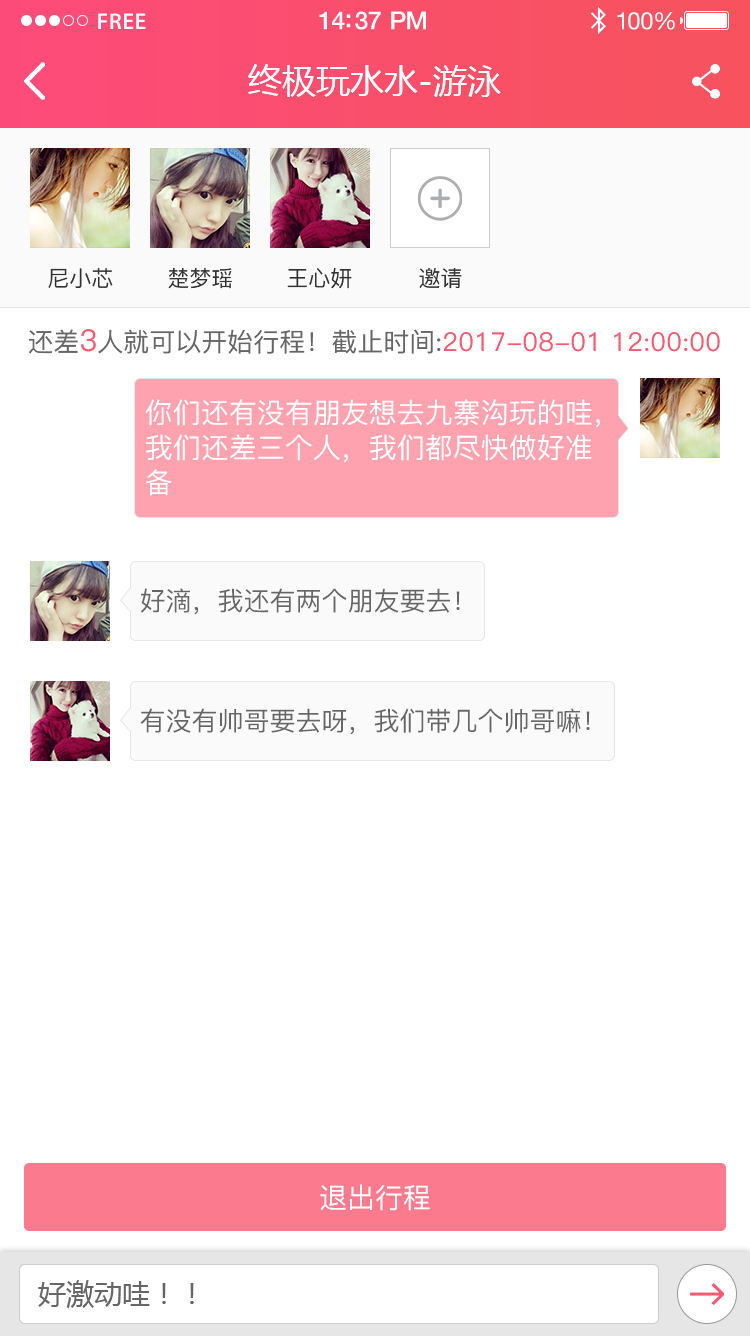 FREE 14:37 PM 100%
终极玩水水-游泳
尼小芯 楚梦瑶 王心妍 邀请
还差3人就可以开始行程！截止时间:2017-08-01 12:00:00
你们还有没有朋友想去九寨沟玩的哇，
我们还差三个人，我们都尽快做好准
备
好滴，我还有两个朋友要去！
有没有帅哥要去呀，我们带几个帅哥嘛！
退出行程
好激动哇！！